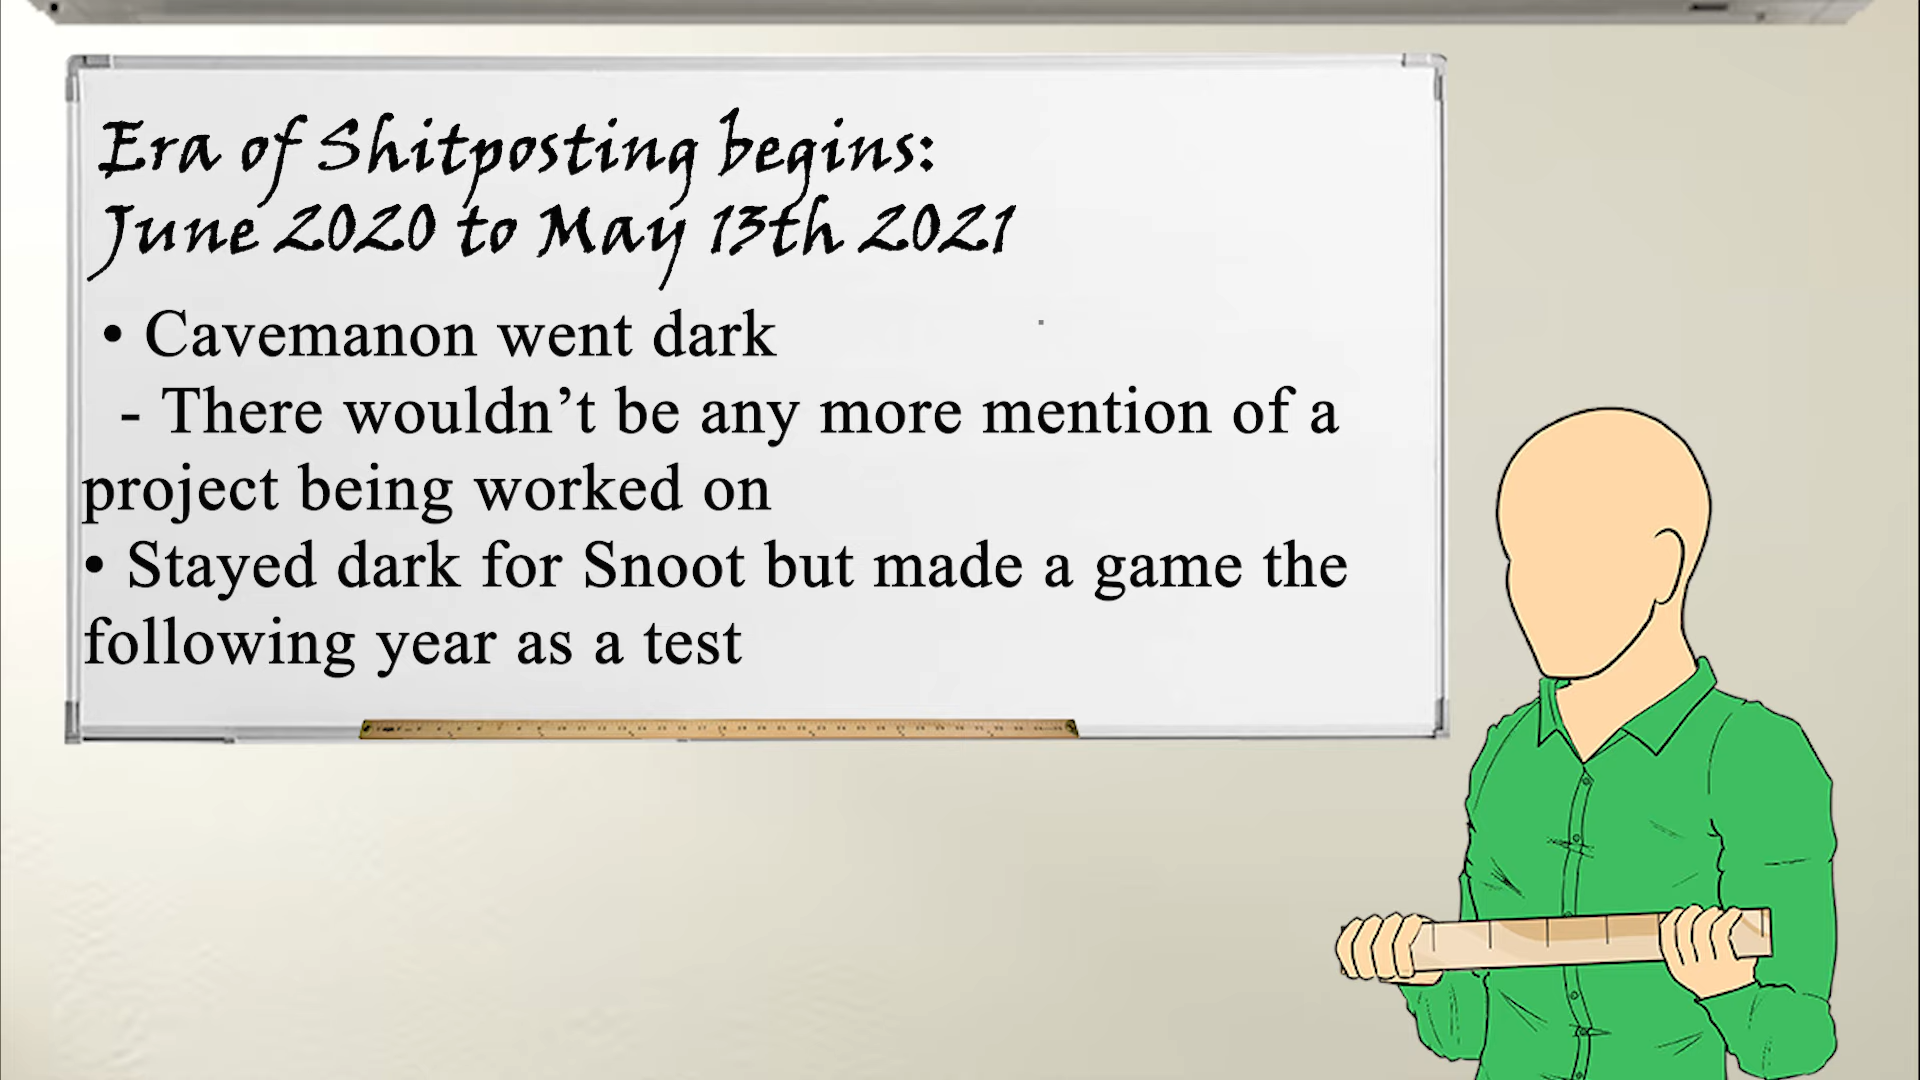 Era of Shitposting begins:
June 2020 to May 13th 2021
• Cavemanon went dark
- There wouldn’t be any more mention of a
project being worked on
• Stayed dark for Snoot but made a game the
following year as a test